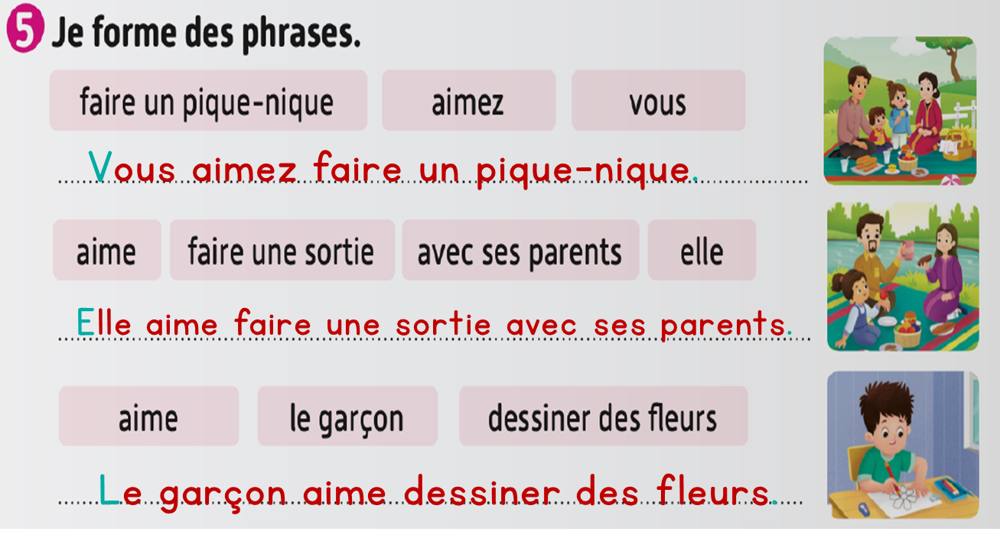 5 Je forme des phrases.
faire un pique-nique aimez vous
Vous aimez faire un pique-nique.
aime faire une sortie avec ses parents elle
Elle aime faire une sortie avec ses parents.
aime le garçon dessiner des fleurs
Le garçon aime dessiner des fleurs.